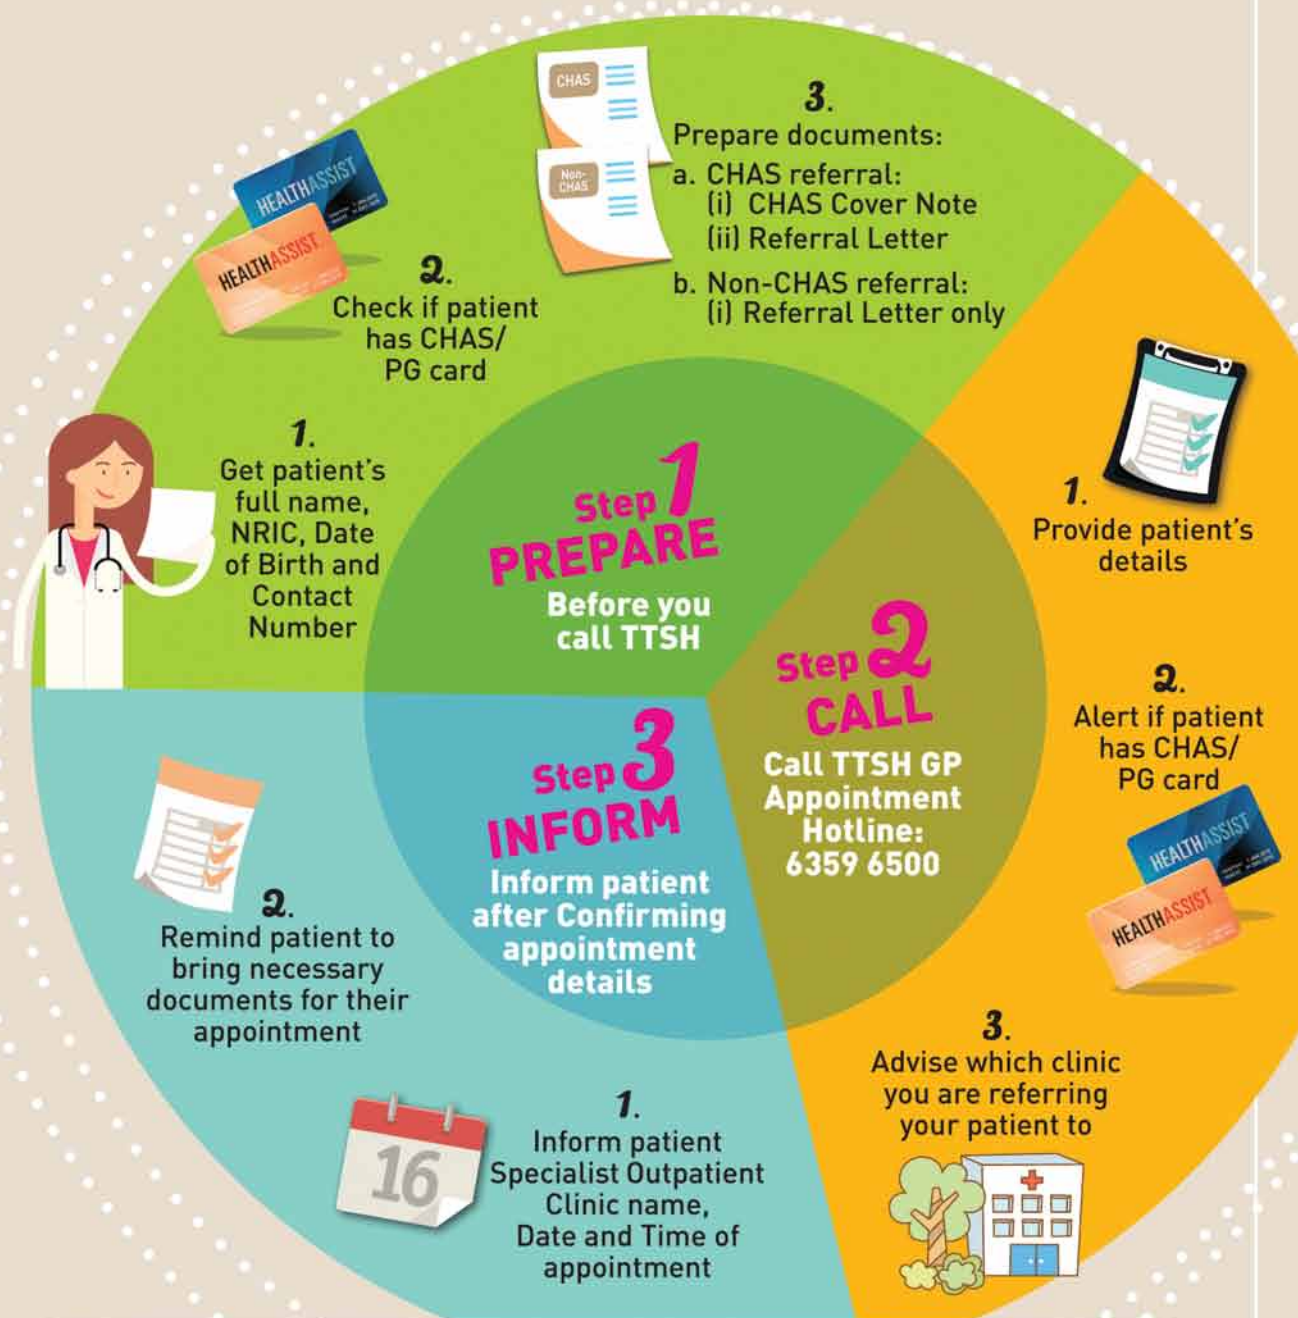 Step 1
PREPARE
Before you
call TTSH
1.
Get patient's
full name,
NRIC, Date
of Birth and
Contact
Number
HEALTHASSIST
HEALTHASSIST
2.
Check if patient
has CHAS/
PG card
CHAS
Non-
CHAS
3.
Prepare documents:
a. CHAS referral:
(i) CHAS Cover Note
(ii) Referral Letter
b. Non-CHAS referral:
(i) Referral Letter only
Step 2
CALL
Call TTSH GP
Appointment
Hotline:
6359 6500
1.
Provide patient's
details
2.
Alert if patient
has CHAS/
PG card
HEALTHASSIST
HEALTHASSIST
3.
Advise which clinic
you are referring
your patient to
Step 3
INFORM
Inform patient
after Confirming
appointment
details
1.
Inform patient
Specialist Outpatient
Clinic name,
Date and Time of
appointment
16
2.
Remind patient to
bring necessary
documents for their
appointment